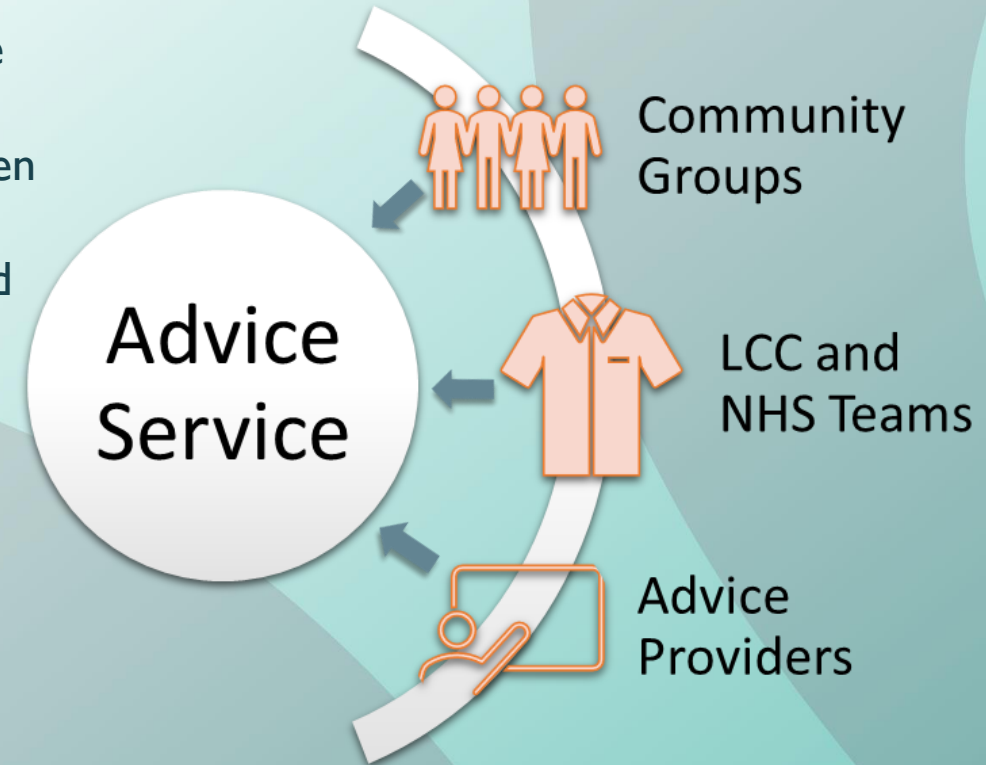 Advice
Service
Community
Groups
LCC and
NHS Teams
Advice
Providers